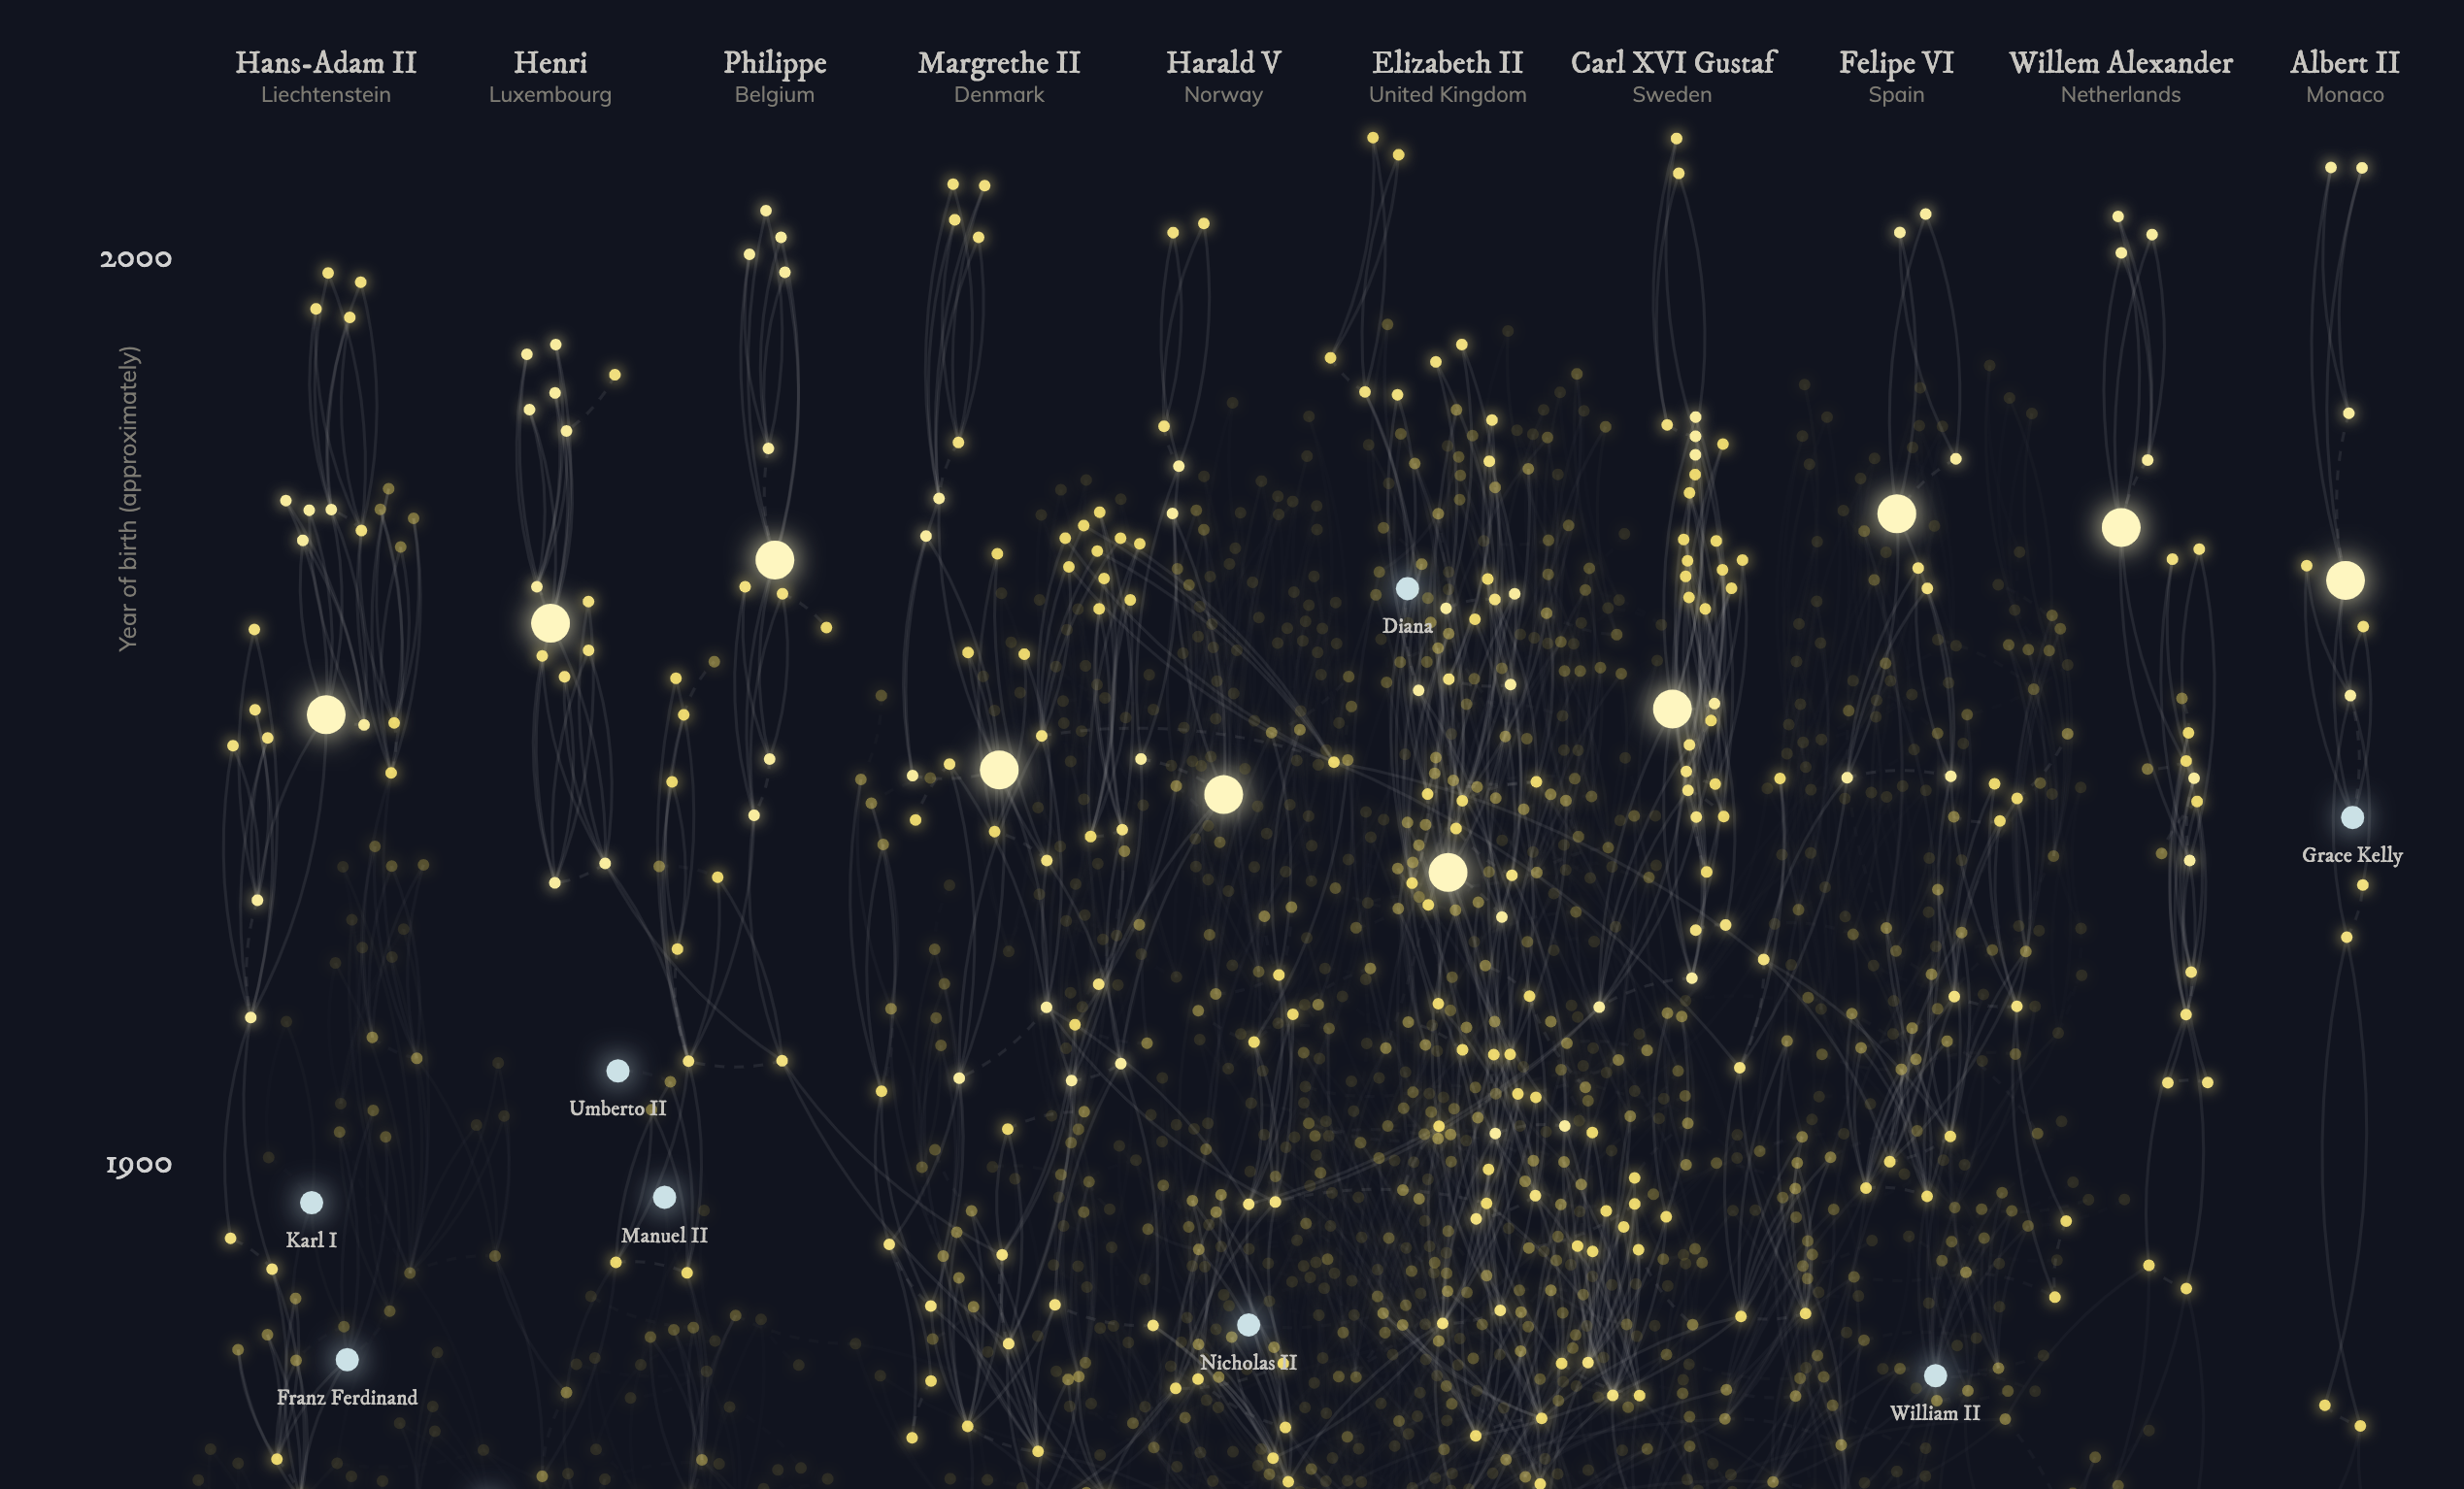 Hans-Adam II
Liechtenstein
Henri
Luxembourg
Philippe
Belgium
Margrethe II
Denmark
Harald V
Norway
Elizabeth II
United Kingdom
Carl XVI Gustaf
Sweden
Felipe VI
Spain
Willem Alexander
Netherlands
Albert II
Monaco
2000
Year of birth (approximately)
Diana
Grace Kelly
Umberto II
1900
Karl I
Manuel II
Nicholas II
Franz Ferdinand
William II